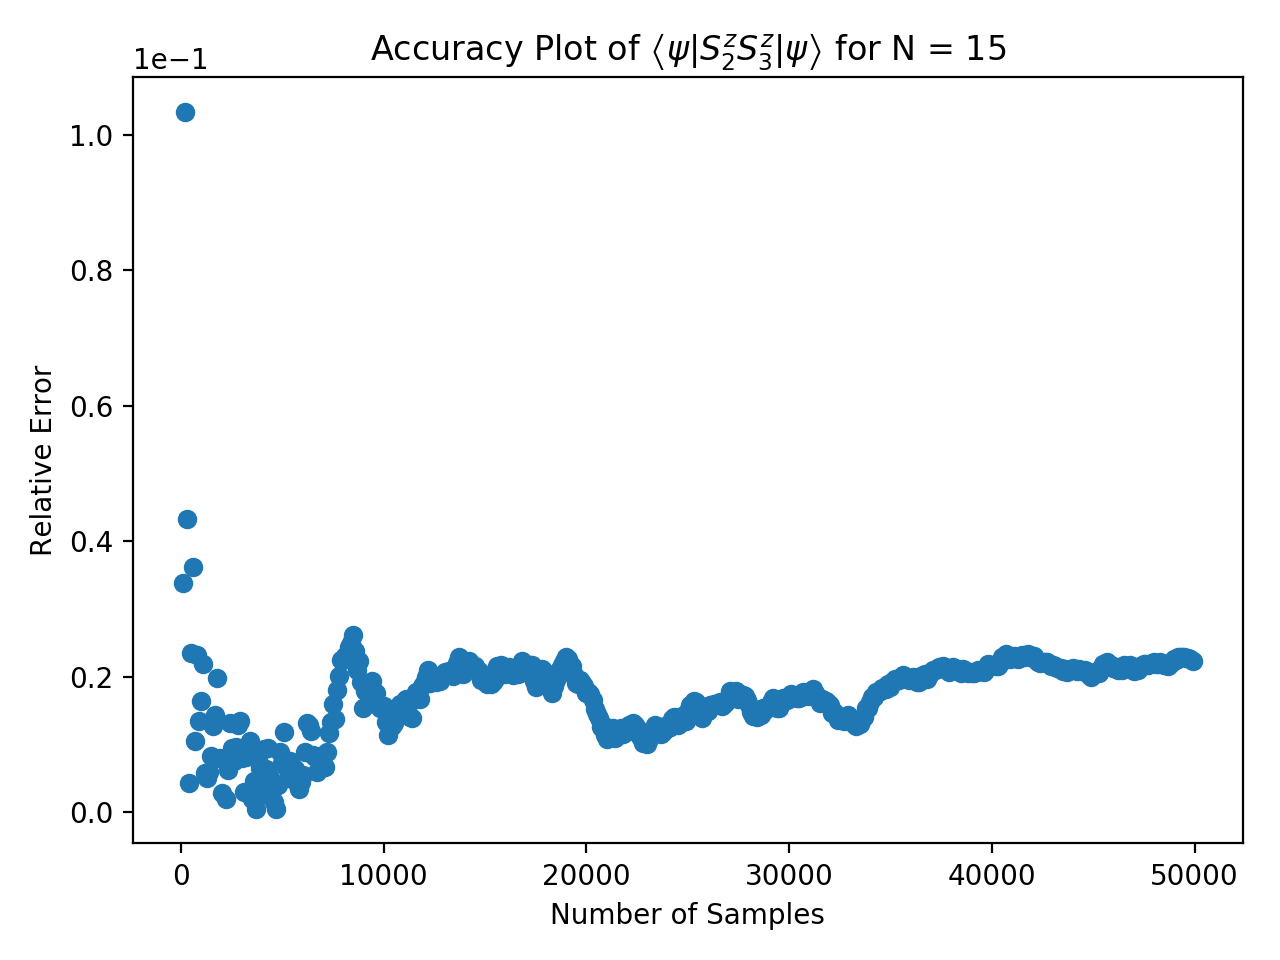 Accuracy Plot of ⟨ψ|S₂ᶻS₃ᶻ|ψ⟩ for N = 15
1e−1
1.0
0.8
0.6
0.4
0.2
0.0
Relative Error
0 10000 20000 30000 40000 50000
Number of Samples